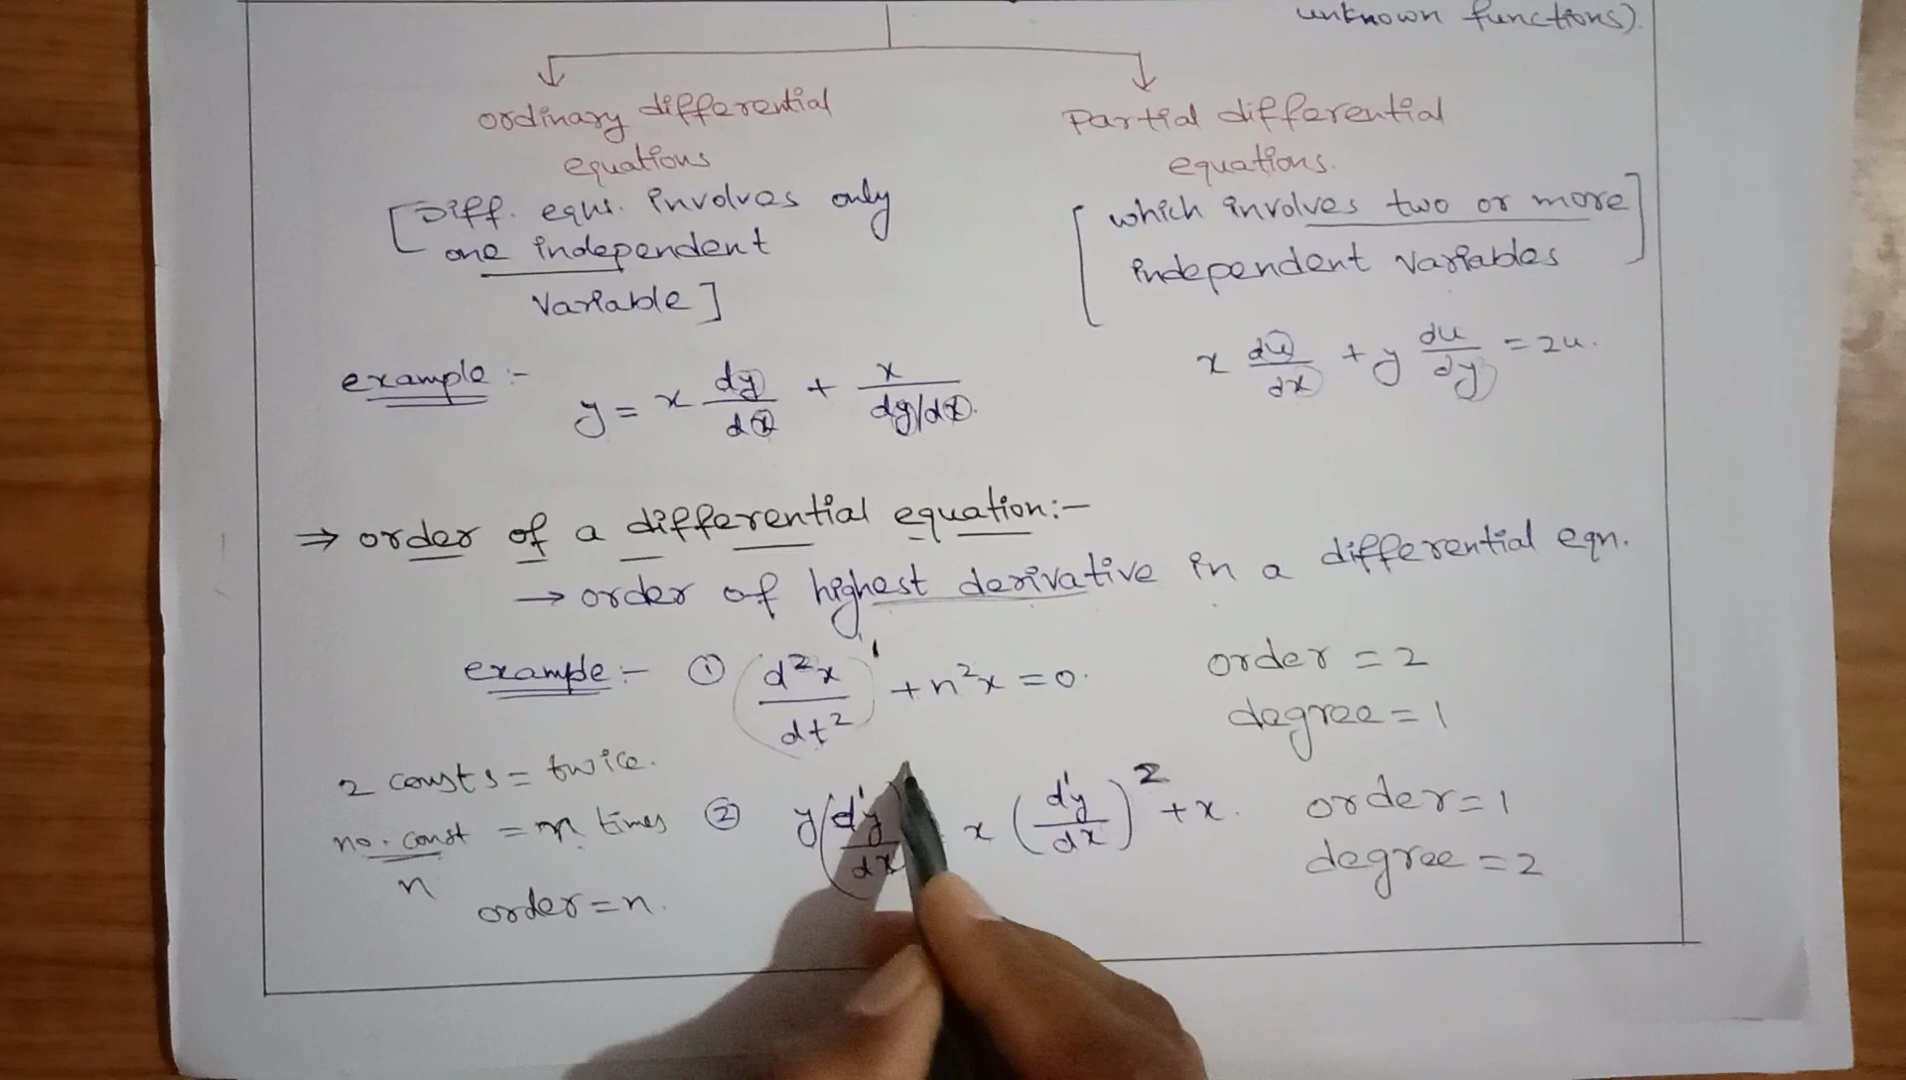 unknown functions).
ordinary differential
equations
[Diff. equs. involves only
one independent
variable]
Partial differential
equations.
[which involves two or more]
independent variables
example :-
y = x dy/dx + x/(dy/dx).
x du/dx + y du/dy = 2u.
⇒ order of a differential equation:-
→ order of highest derivative in a differential eqn.
example :- ① (d²x/dt²)¹ + n²x = 0.
order = 2
degree = 1
2 consts = twice.
no. const = n times
n
order = n.
② y(d¹y/dx) x (d¹y/dx)² + x.
order = 1
degree = 2